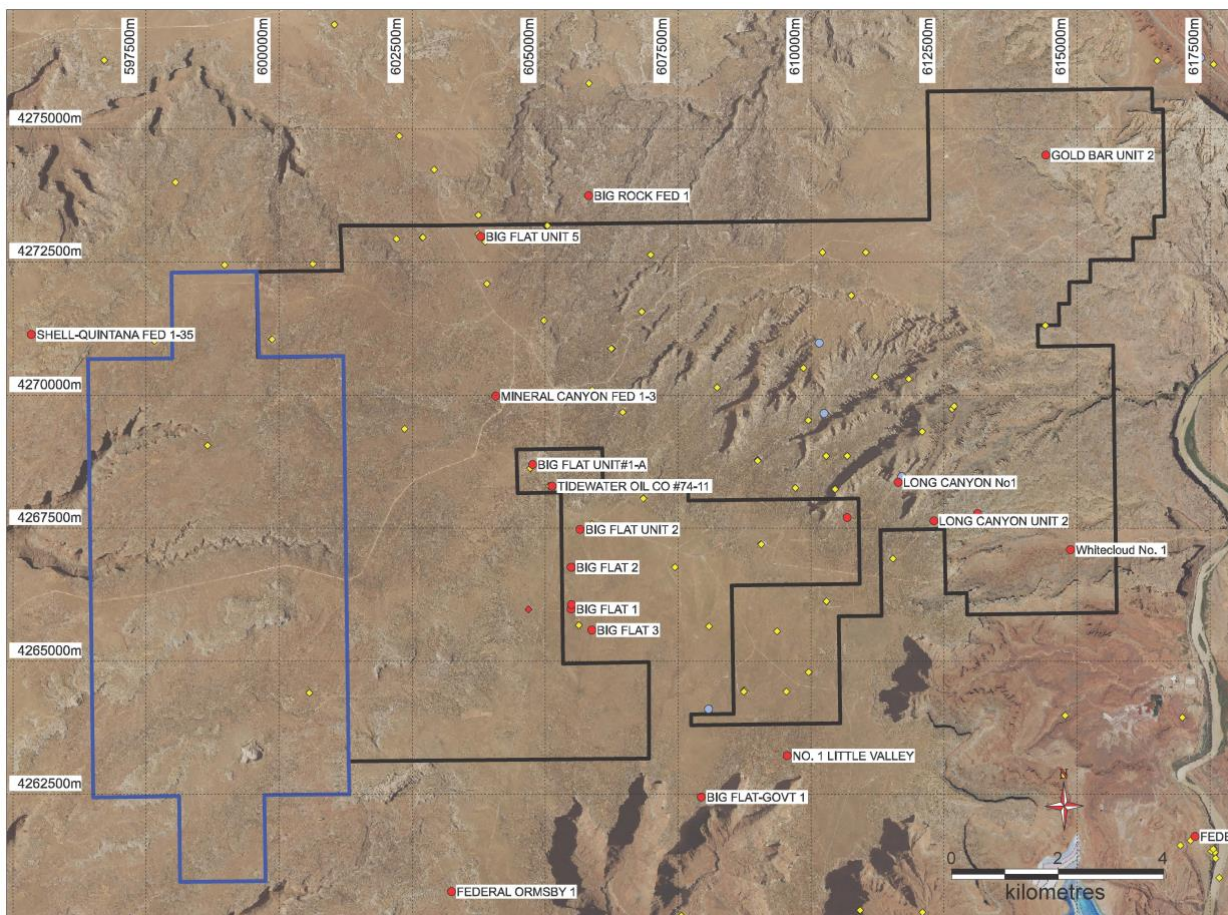 597500m
600000m
602500m
605000m
607500m
610000m
612500m
615000m
617500m
4275000m
GOLD BAR UNIT 2
BIG ROCK FED 1
BIG FLAT UNIT 5
4272500m
SHELL-QUINTANA FED 1-35
4270000m
MINERAL CANYON FED 1-3
BIG FLAT UNIT#1-A
TIDEWATER OIL CO #74-11
LONG CANYON No1
4267500m
LONG CANYON UNIT 2
BIG FLAT UNIT 2
Whitecloud No. 1
BIG FLAT 2
BIG FLAT 1
BIG FLAT 3
4265000m
NO. 1 LITTLE VALLEY
4262500m
BIG FLAT-GOVT 1
N
FEDE
0 2 4
kilometres
FEDERAL ORMSBY 1